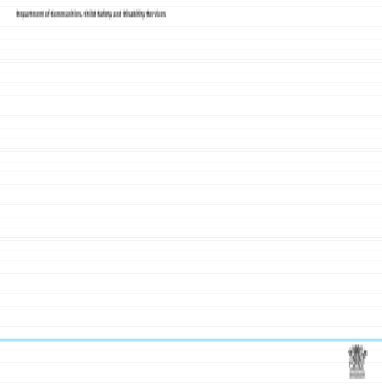 Department of Communities, Child Safety and Disability Services